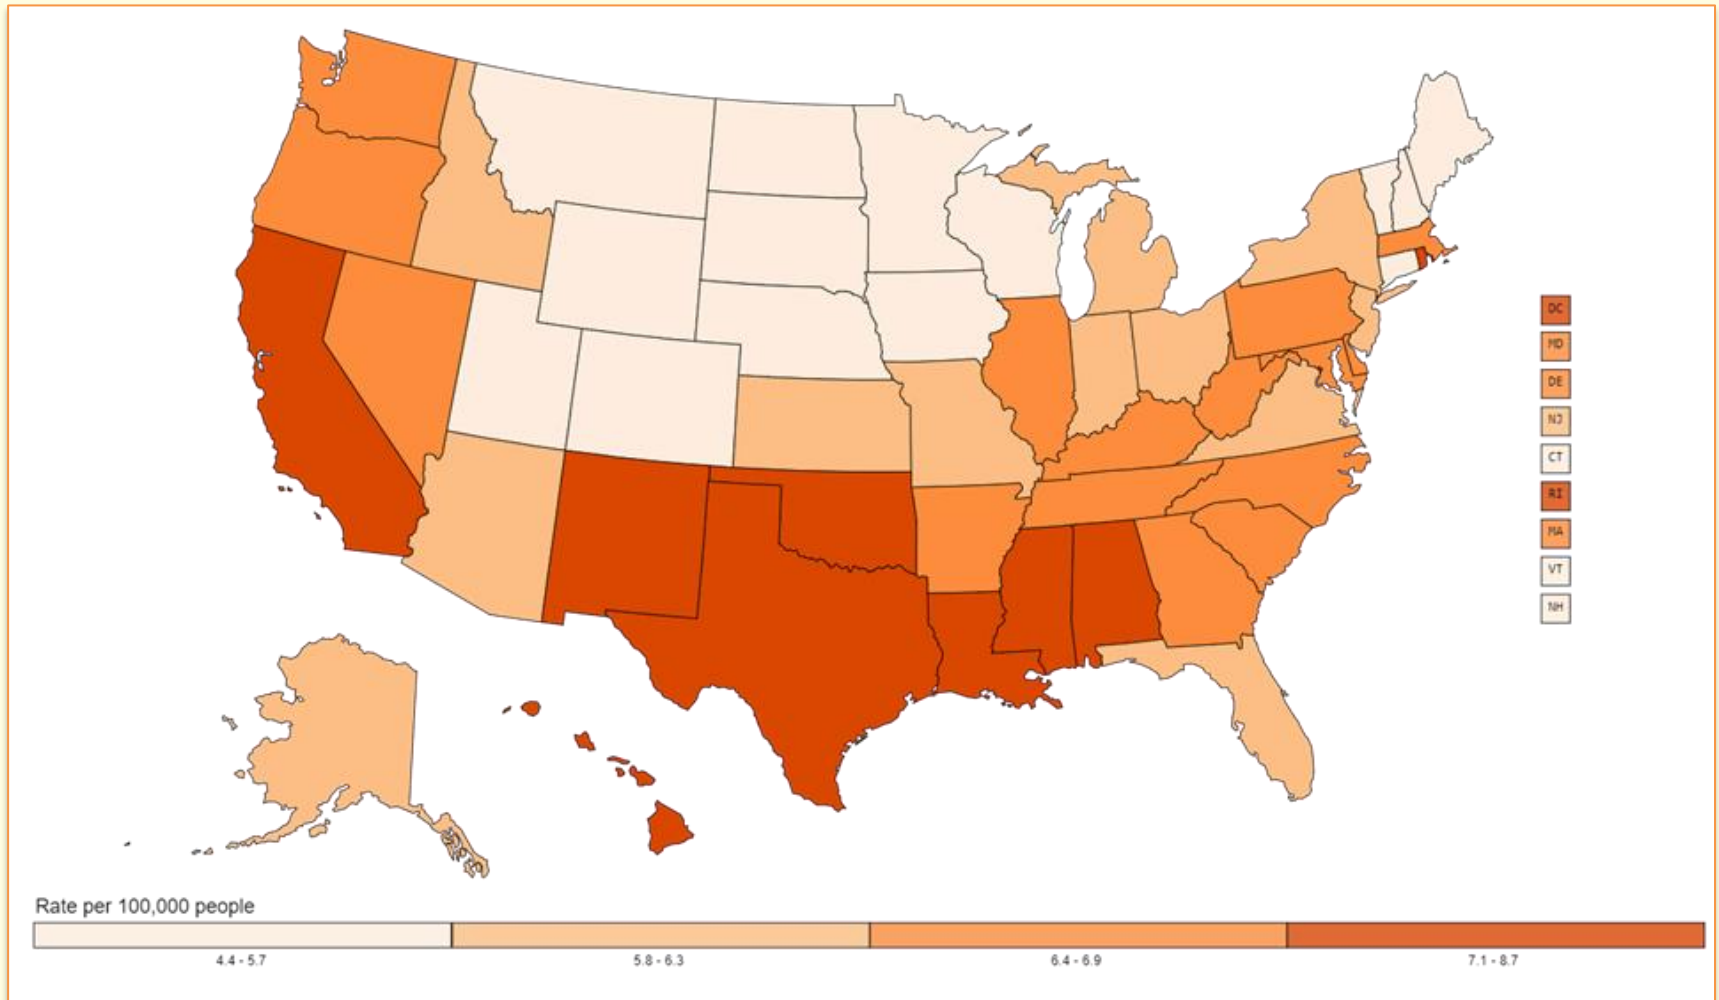 DC
MD
DE
NJ
CT
RI
MA
VT
NH
Rate per 100,000 people
4.4 - 5.7
5.8 - 6.3
6.4 - 6.9
7.1 - 8.7